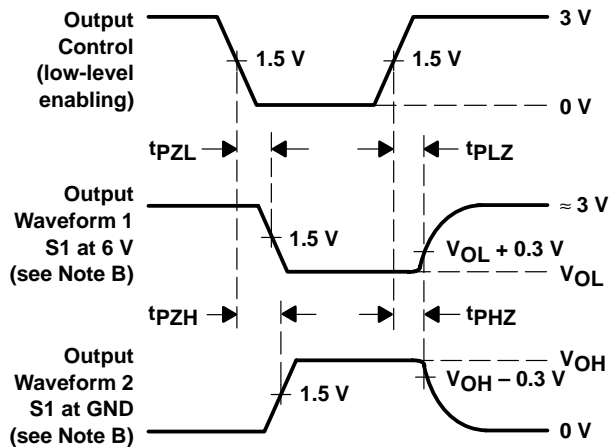 Output
Control
(low-level
enabling)
1.5 V
1.5 V
3 V
0 V
tPZL
tPLZ
Output
Waveform 1
S1 at 6 V
(see Note B)
1.5 V
≈ 3 V
VOL + 0.3 V
VOL
tPZH
tPHZ
Output
Waveform 2
S1 at GND
(see Note B)
1.5 V
VOH
VOH – 0.3 V
0 V